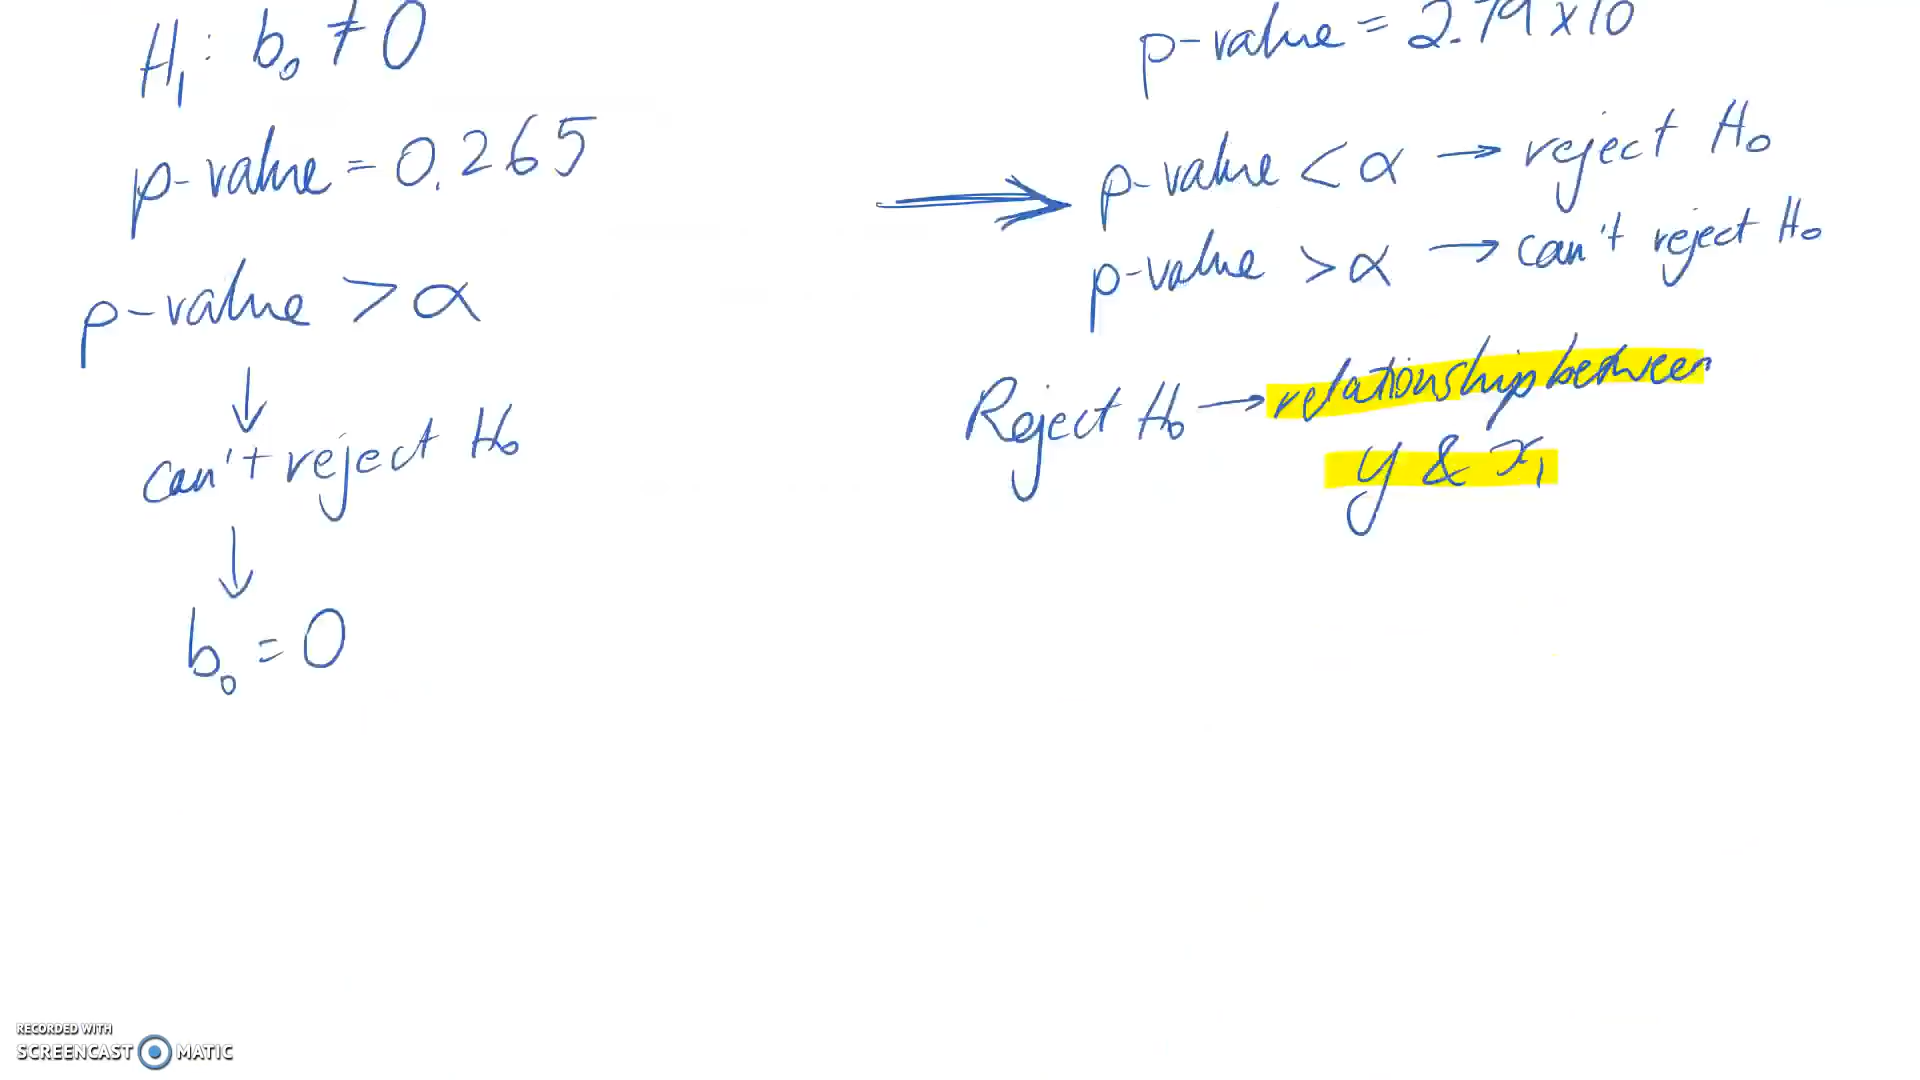 H₁: b₀ ≠ 0
p-value = 0.265
p-value > α
↓
can't reject H₀
↓
b₀ = 0
p-value = 2.79 x 10
p-value < α → reject H₀
p-value > α → can't reject H₀
Reject H₀ → relationship between
y & x₁
RECORDED WITH
SCREENCAST MATIC